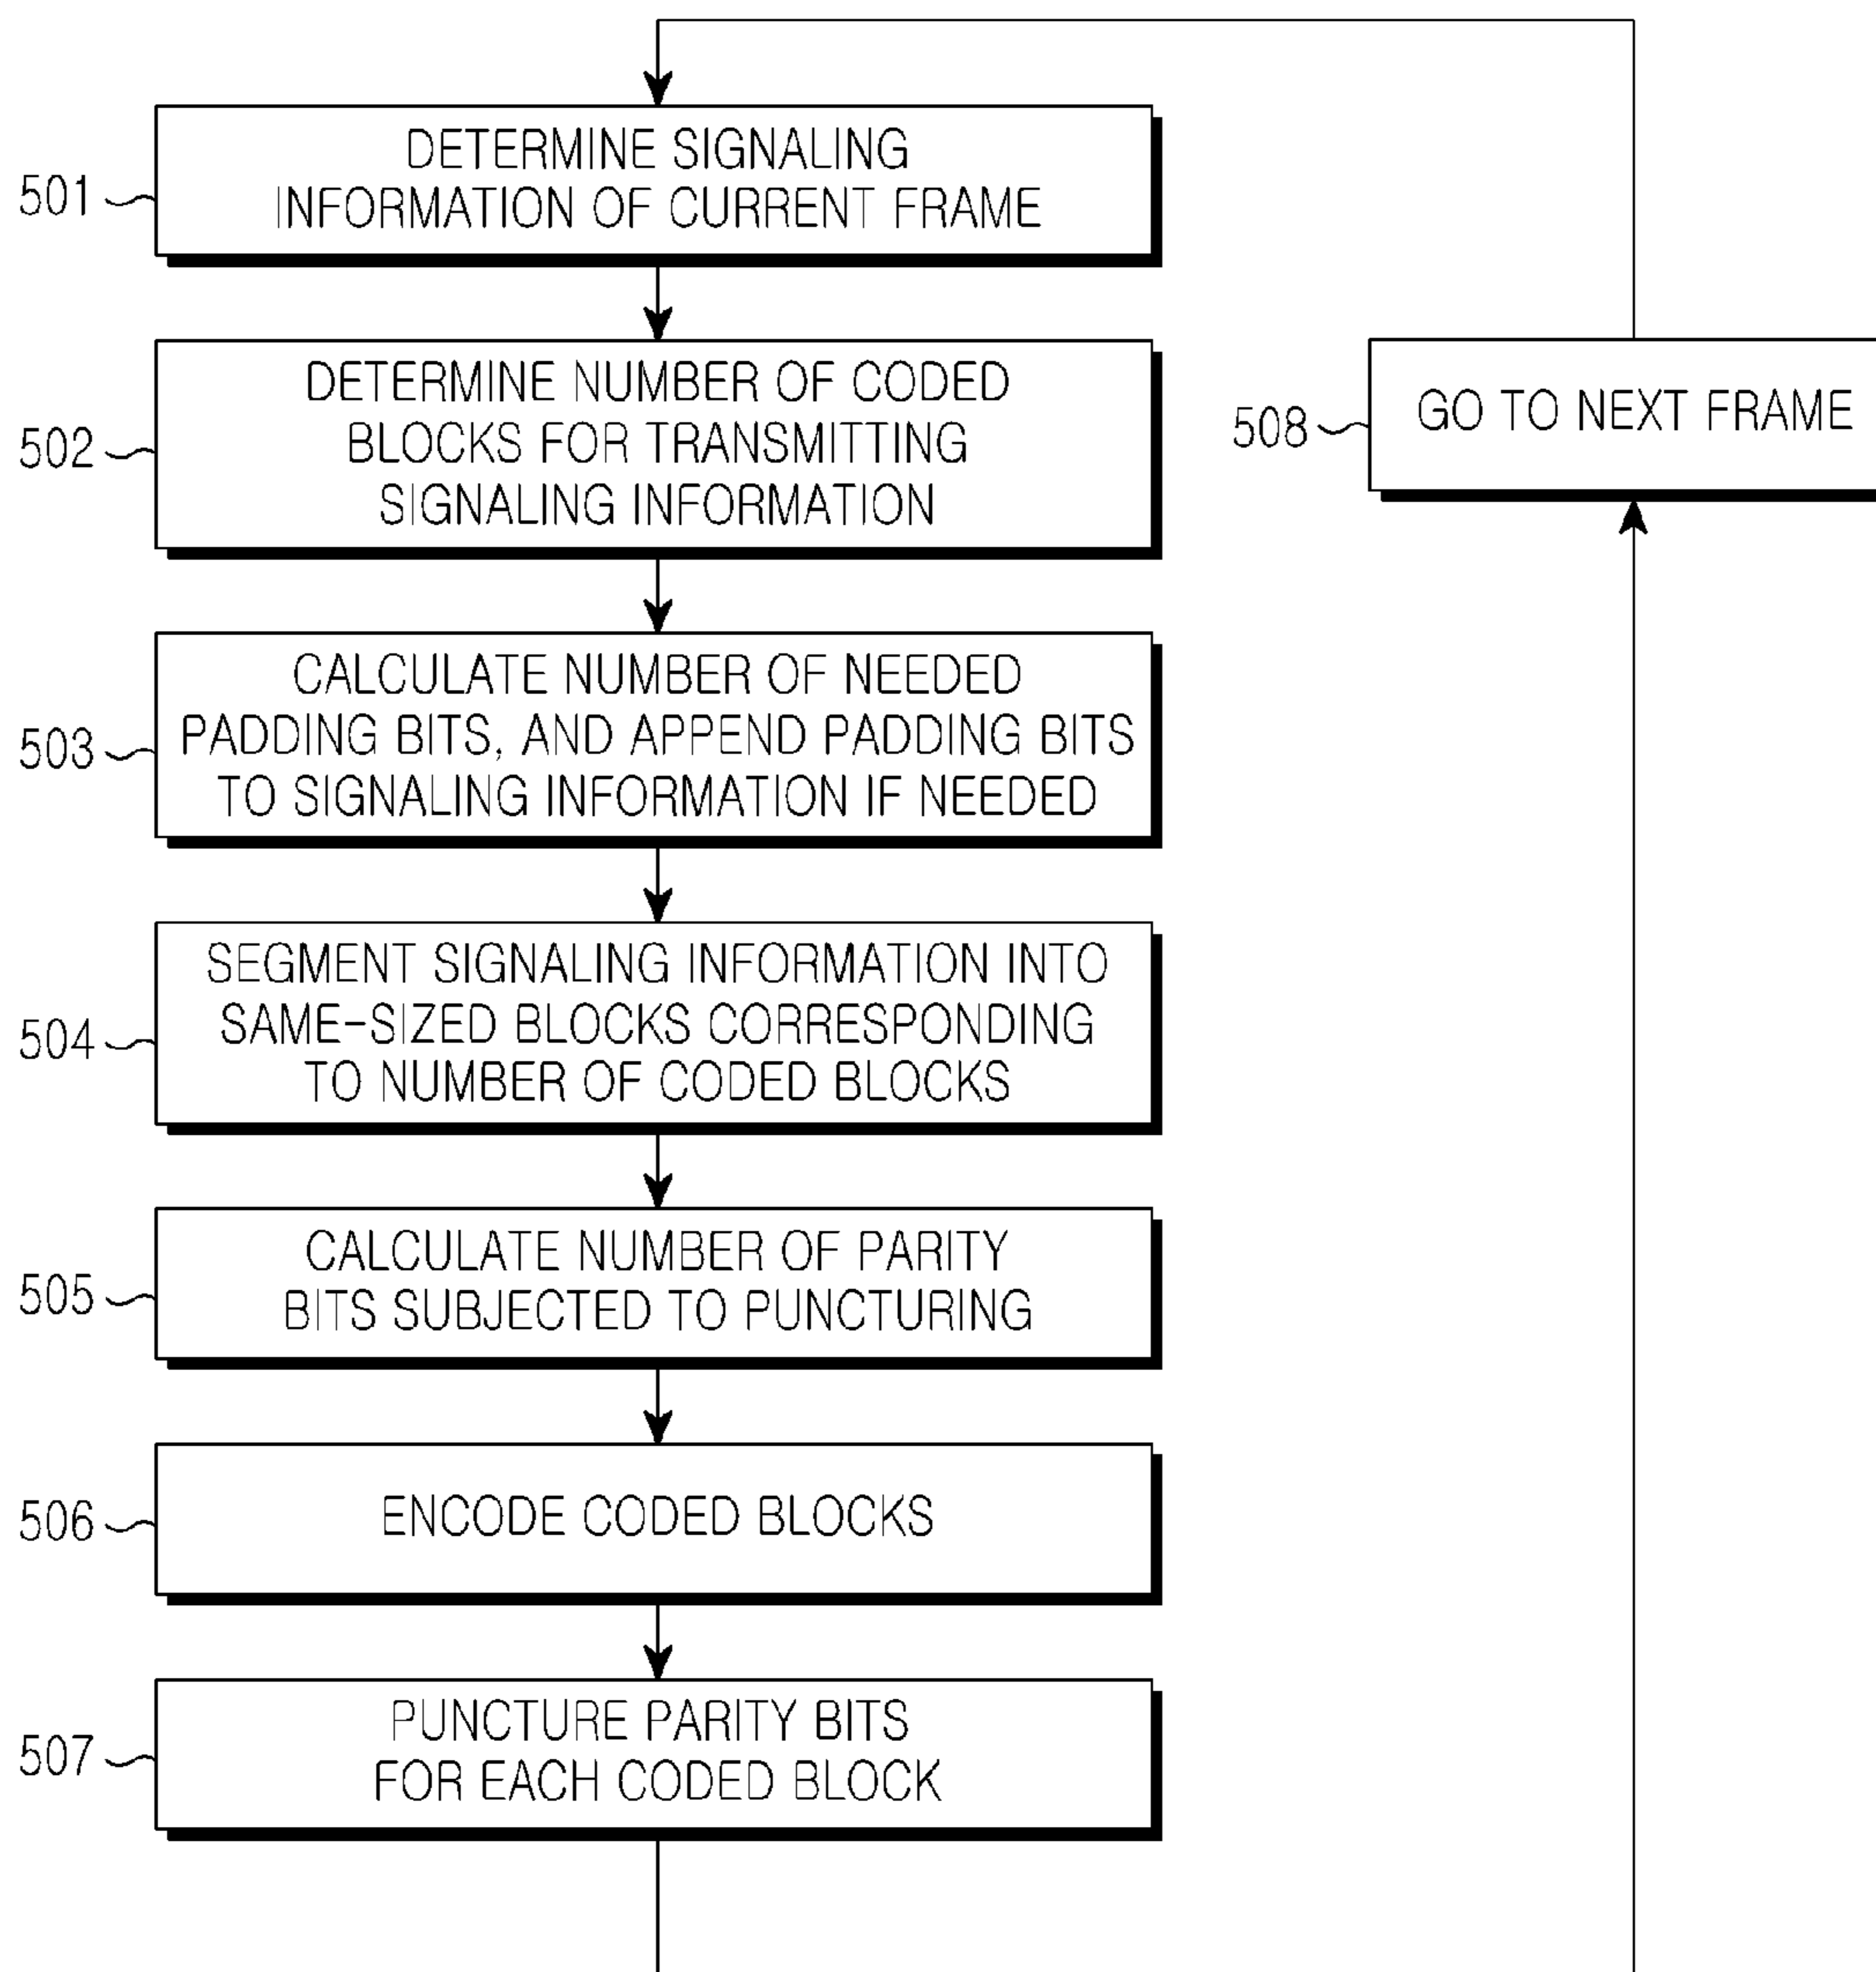 501
DETERMINE SIGNALING
INFORMATION OF CURRENT FRAME
502
DETERMINE NUMBER OF CODED
BLOCKS FOR TRANSMITTING
SIGNALING INFORMATION
508
GO TO NEXT FRAME
503
CALCULATE NUMBER OF NEEDED
PADDING BITS, AND APPEND PADDING BITS
TO SIGNALING INFORMATION IF NEEDED
504
SEGMENT SIGNALING INFORMATION INTO
SAME-SIZED BLOCKS CORRESPONDING
TO NUMBER OF CODED BLOCKS
505
CALCULATE NUMBER OF PARITY
BITS SUBJECTED TO PUNCTURING
506
ENCODE CODED BLOCKS
507
PUNCTURE PARITY BITS
FOR EACH CODED BLOCK